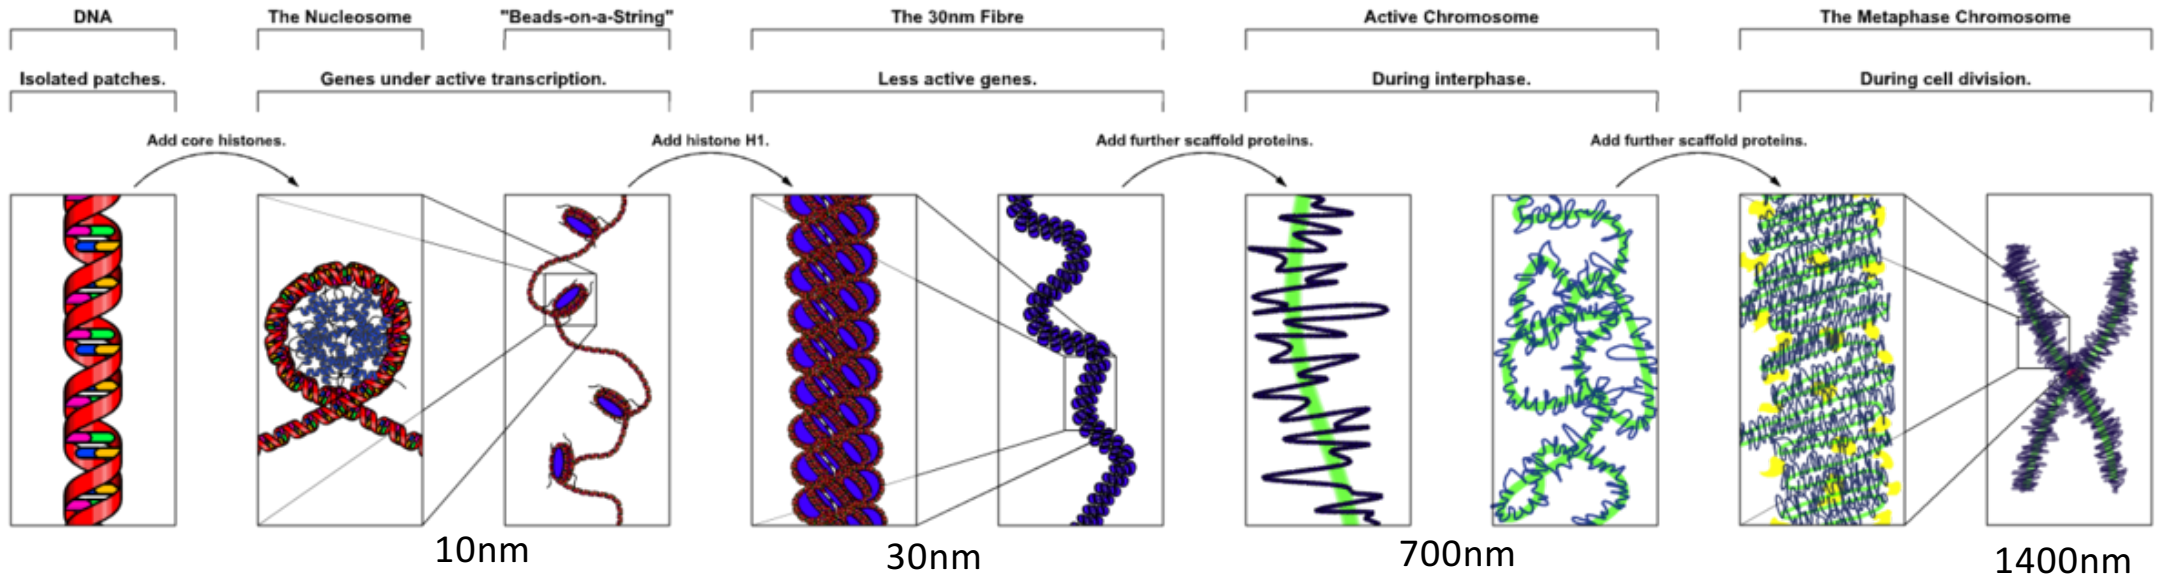 DNA
The Nucleosome
"Beads-on-a-String"
The 30nm Fibre
Active Chromosome
The Metaphase Chromosome
Isolated patches.
Genes under active transcription.
Less active genes.
During interphase.
During cell division.
Add core histones.
Add histone H1.
Add further scaffold proteins.
Add further scaffold proteins.
10nm
30nm
700nm
1400nm